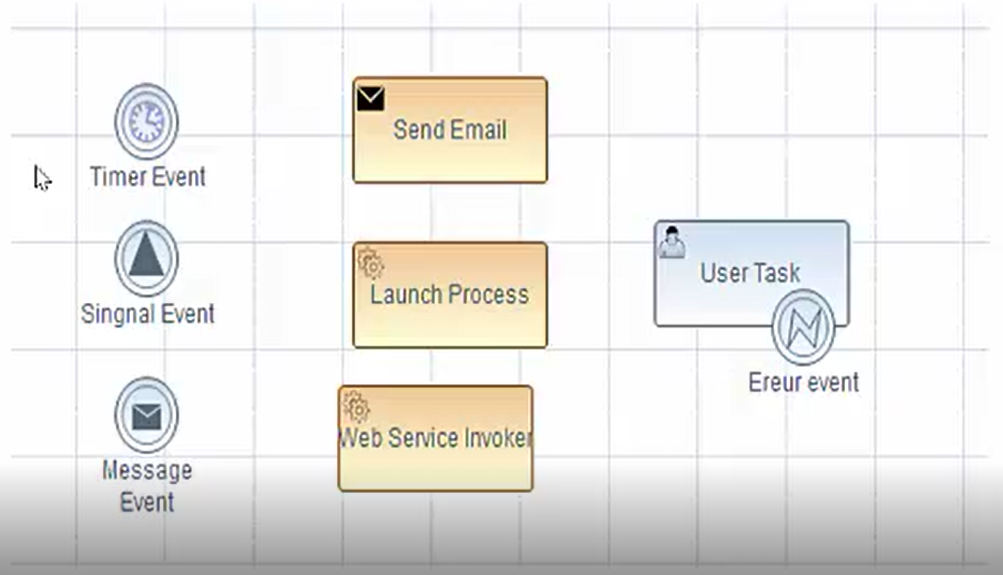 Timer Event
Singnal Event
Message
Event
Send Email
Launch Process
Web Service Invoker
User Task
Ereur event